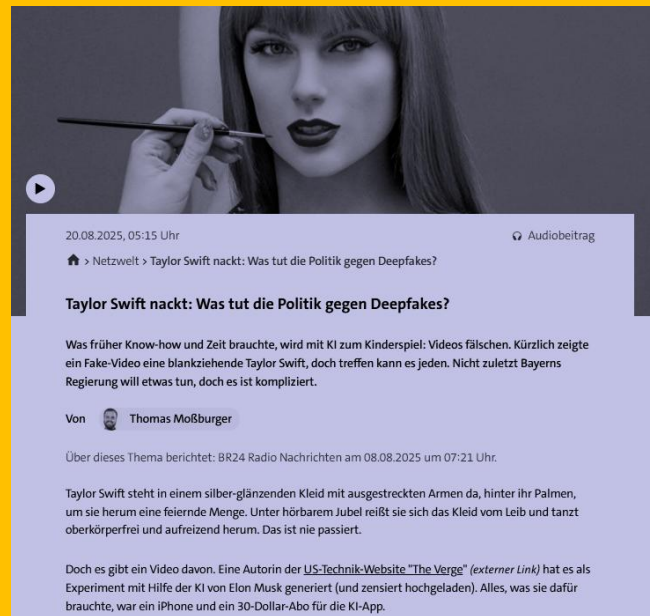 20.08.2025, 05:15 Uhr
Audiobeitrag
> Netzwelt > Taylor Swift nackt: Was tut die Politik gegen Deepfakes?
Taylor Swift nackt: Was tut die Politik gegen Deepfakes?
Was früher Know-how und Zeit brauchte, wird mit KI zum Kinderspiel: Videos fälschen. Kürzlich zeigte
ein Fake-Video eine blankziehende Taylor Swift, doch treffen kann es jeden. Nicht zuletzt Bayerns
Regierung will etwas tun, doch es ist kompliziert.
Von Thomas Moßburger
Über dieses Thema berichtet: BR24 Radio Nachrichten am 08.08.2025 um 07:21 Uhr.
Taylor Swift steht in einem silber-glänzenden Kleid mit ausgestreckten Armen da, hinter ihr Palmen,
um sie herum eine feiernde Menge. Unter hörbarem Jubel reißt sie sich das Kleid vom Leib und tanzt
oberkörperfrei und aufreizend herum. Das ist nie passiert.
Doch es gibt ein Video davon. Eine Autorin der US-Technik-Website "The Verge" (externer Link) hat es als
Experiment mit Hilfe der KI von Elon Musk generiert (und zensiert hochgeladen). Alles, was sie dafür
brauchte, war ein iPhone und ein 30-Dollar-Abo für die KI-App.